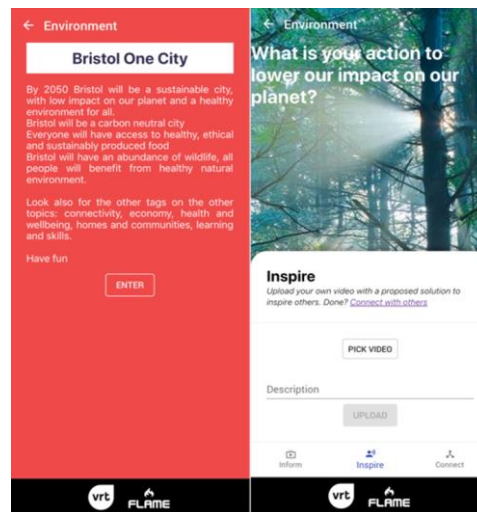 ← Environment
Bristol One City
By 2050 Bristol will be a sustainable city,
with low impact on our planet and a healthy
environment for all.
Bristol will be a carbon neutral city
Everyone will have access to healthy, ethical
and sustainably produced food
Bristol will have an abundance of wildlife, all
people will benefit from healthy natural
environment.
Look also for the other tags on the other
topics: connectivity, economy, health and
wellbeing, homes and communities, learning
and skills.
Have fun
ENTER
vrt FLAME
← Environment
What is your action to
lower our impact on our
planet?
Inspire
Upload your own video with a proposed solution to
inspire others. Done? Connect with others
PICK VIDEO
Description
UPLOAD
Inform Inspire Connect
vrt FLAME